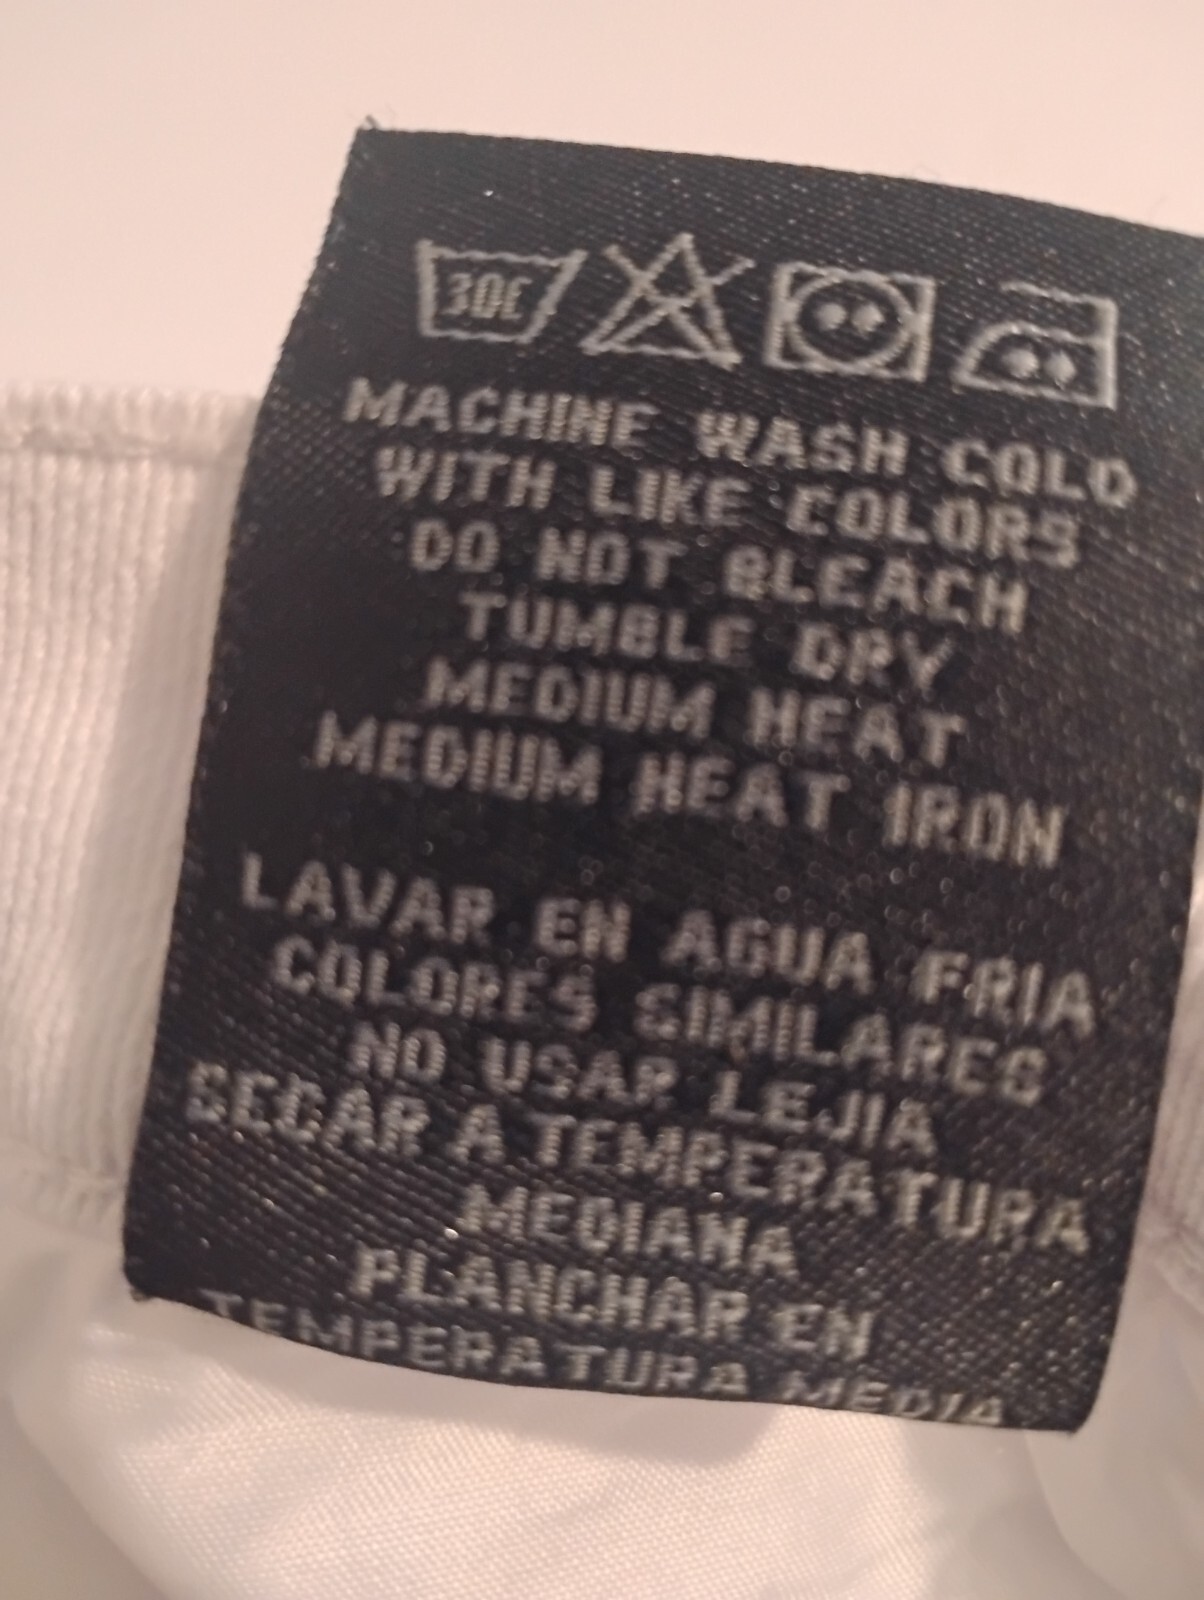 30C
MACHINE WASH COLD
WITH LIKE COLORS
DO NOT BLEACH
TUMBLE DRY
MEDIUM HEAT
MEDIUM HEAT IRON
LAVAR EN AGUA FRIA
COLORES SIMILARES
NO USAR LEJIA
SECAR A TEMPERATURA
MEDIANA
PLANCHAR EN
TEMPERATURA MEDIA